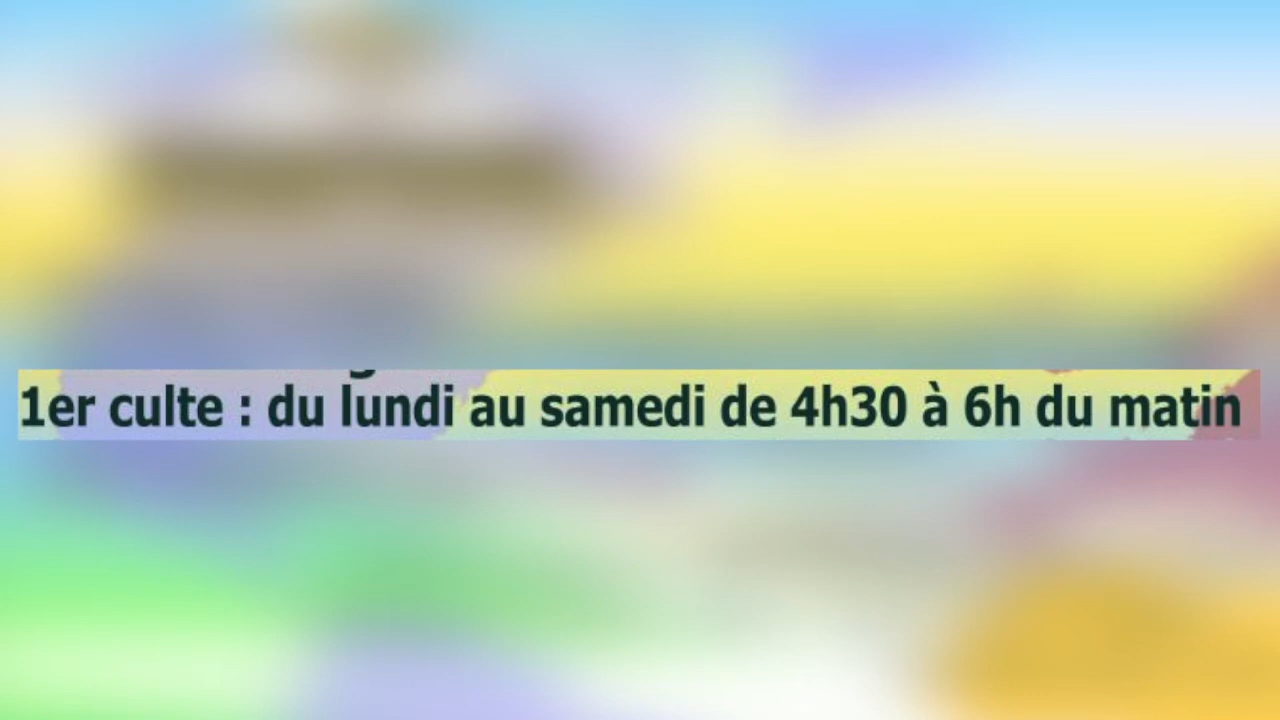 1er culte : du lundi au samedi de 4h30 à 6h du matin